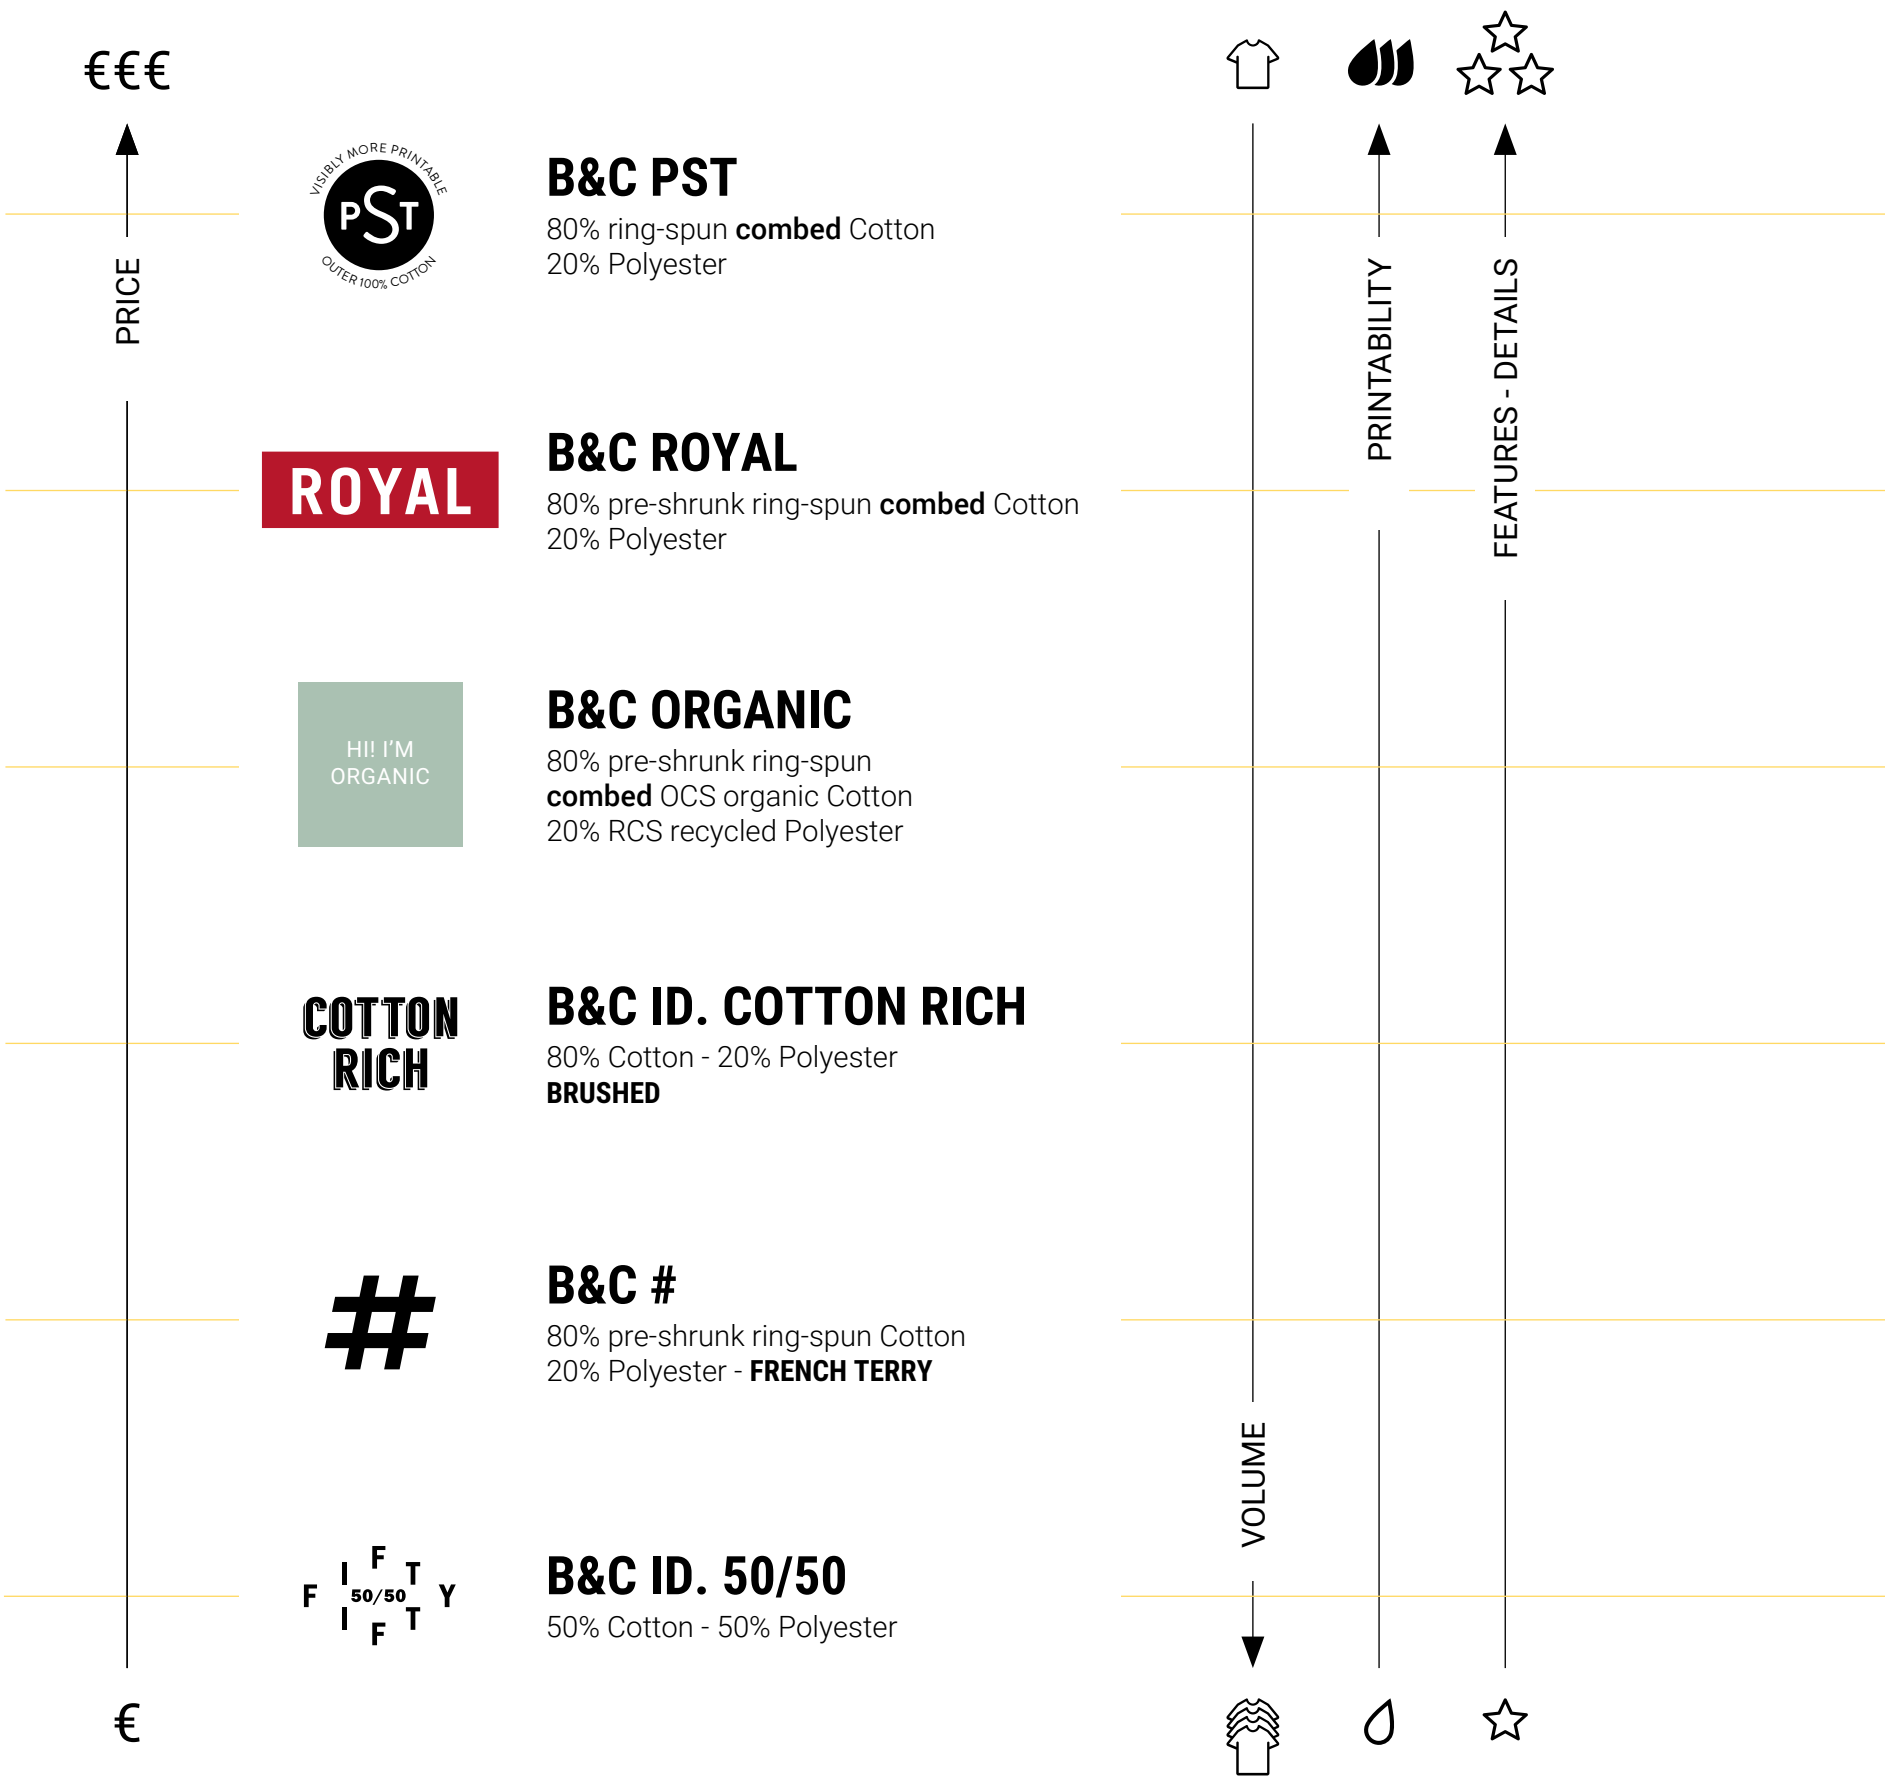 €€€
PRICE
VISIBLY MORE PRINTABLE
PST
OUTER 100% COTTON
B&C PST
80% ring-spun combed Cotton
20% Polyester
ROYAL
B&C ROYAL
80% pre-shrunk ring-spun combed Cotton
20% Polyester
HI! I'M
ORGANIC
B&C ORGANIC
80% pre-shrunk ring-spun
combed OCS organic Cotton
20% RCS recycled Polyester
COTTON
RICH
B&C ID. COTTON RICH
80% Cotton - 20% Polyester
BRUSHED
#
B&C #
80% pre-shrunk ring-spun Cotton
20% Polyester - FRENCH TERRY
FIFTY
50/50
FIFTY
B&C ID. 50/50
50% Cotton - 50% Polyester
€
VOLUME
PRINTABILITY
FEATURES - DETAILS